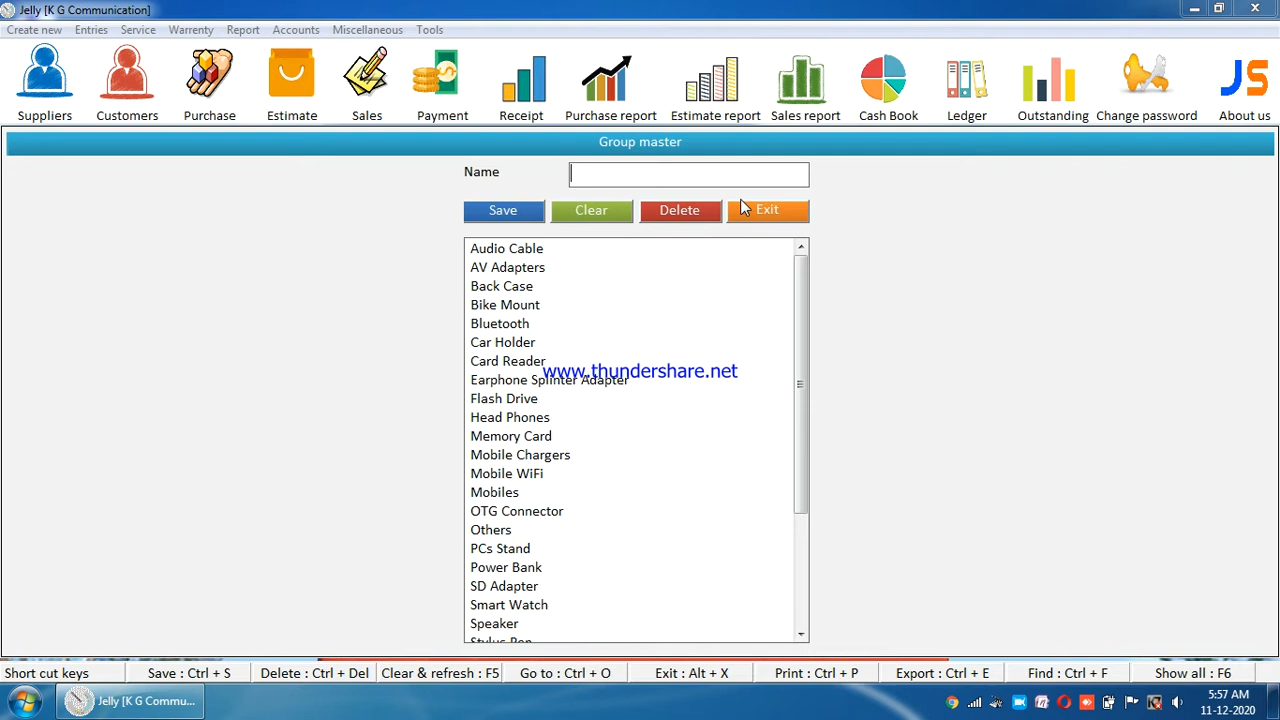 Jelly [K G Communication]
Create new Entries Service Warrenty Report Accounts Miscellaneous Tools
Suppliers Customers Purchase Estimate Sales Payment Receipt Purchase report Estimate report Sales report Cash Book Ledger Outstanding Change password About us
Group master
Name
Save Clear Delete Exit
Audio Cable
AV Adapters
Back Case
Bike Mount
Bluetooth
Car Holder
Card Reader
www.thundershare.net
Earphone Splinter Adapter
Flash Drive
Head Phones
Memory Card
Mobile Chargers
Mobile WiFi
Mobiles
OTG Connector
Others
PCs Stand
Power Bank
SD Adapter
Smart Watch
Speaker
Stylus Pen
Short cut keys Save : Ctrl + S Delete : Ctrl + Del Clear & refresh : F5 Go to : Ctrl + O Exit : Alt + X Print : Ctrl + P Export : Ctrl + E Find : Ctrl + F Show all : F6
Jelly [K G Commu... 5:57 AM
11-12-2020